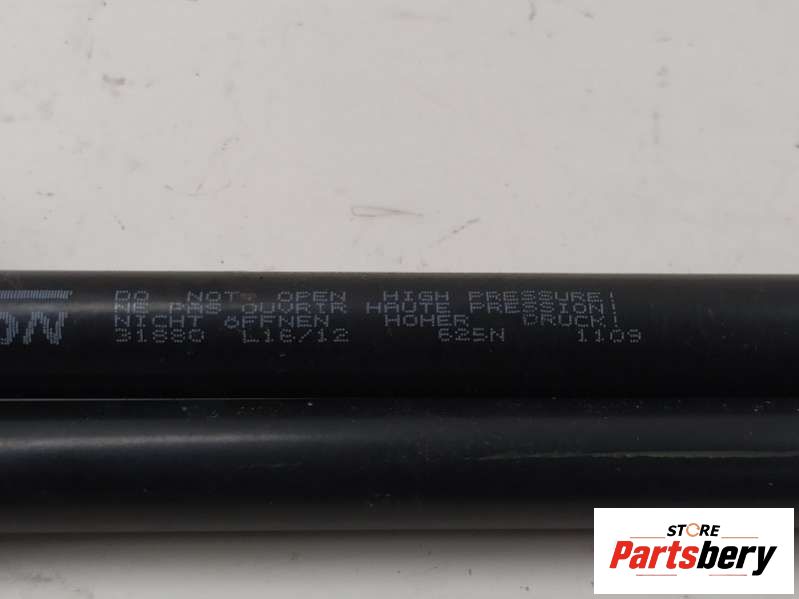 DO NOT OPEN HIGH PRESSURE!
NE PAS OUVRIR HAUTE PRESSION!
NICHT öFFNEN HOHER DRUCK!
31880 L16/12 625N 1109
STORE
Partsbery